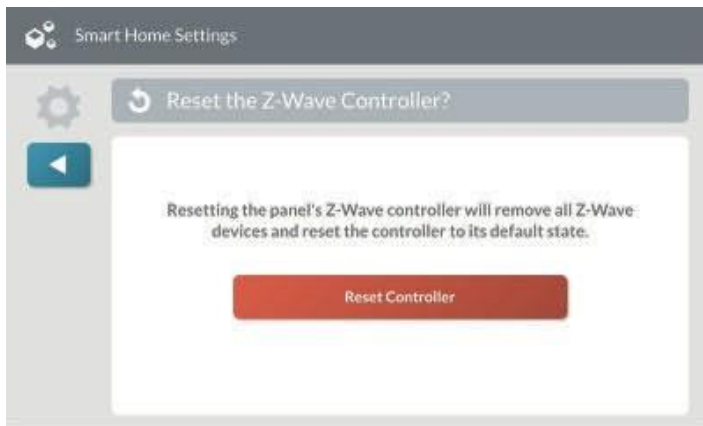 Smart Home Settings
Reset the Z-Wave Controller?
Resetting the panel's Z-Wave controller will remove all Z-Wave
devices and reset the controller to its default state.
Reset Controller